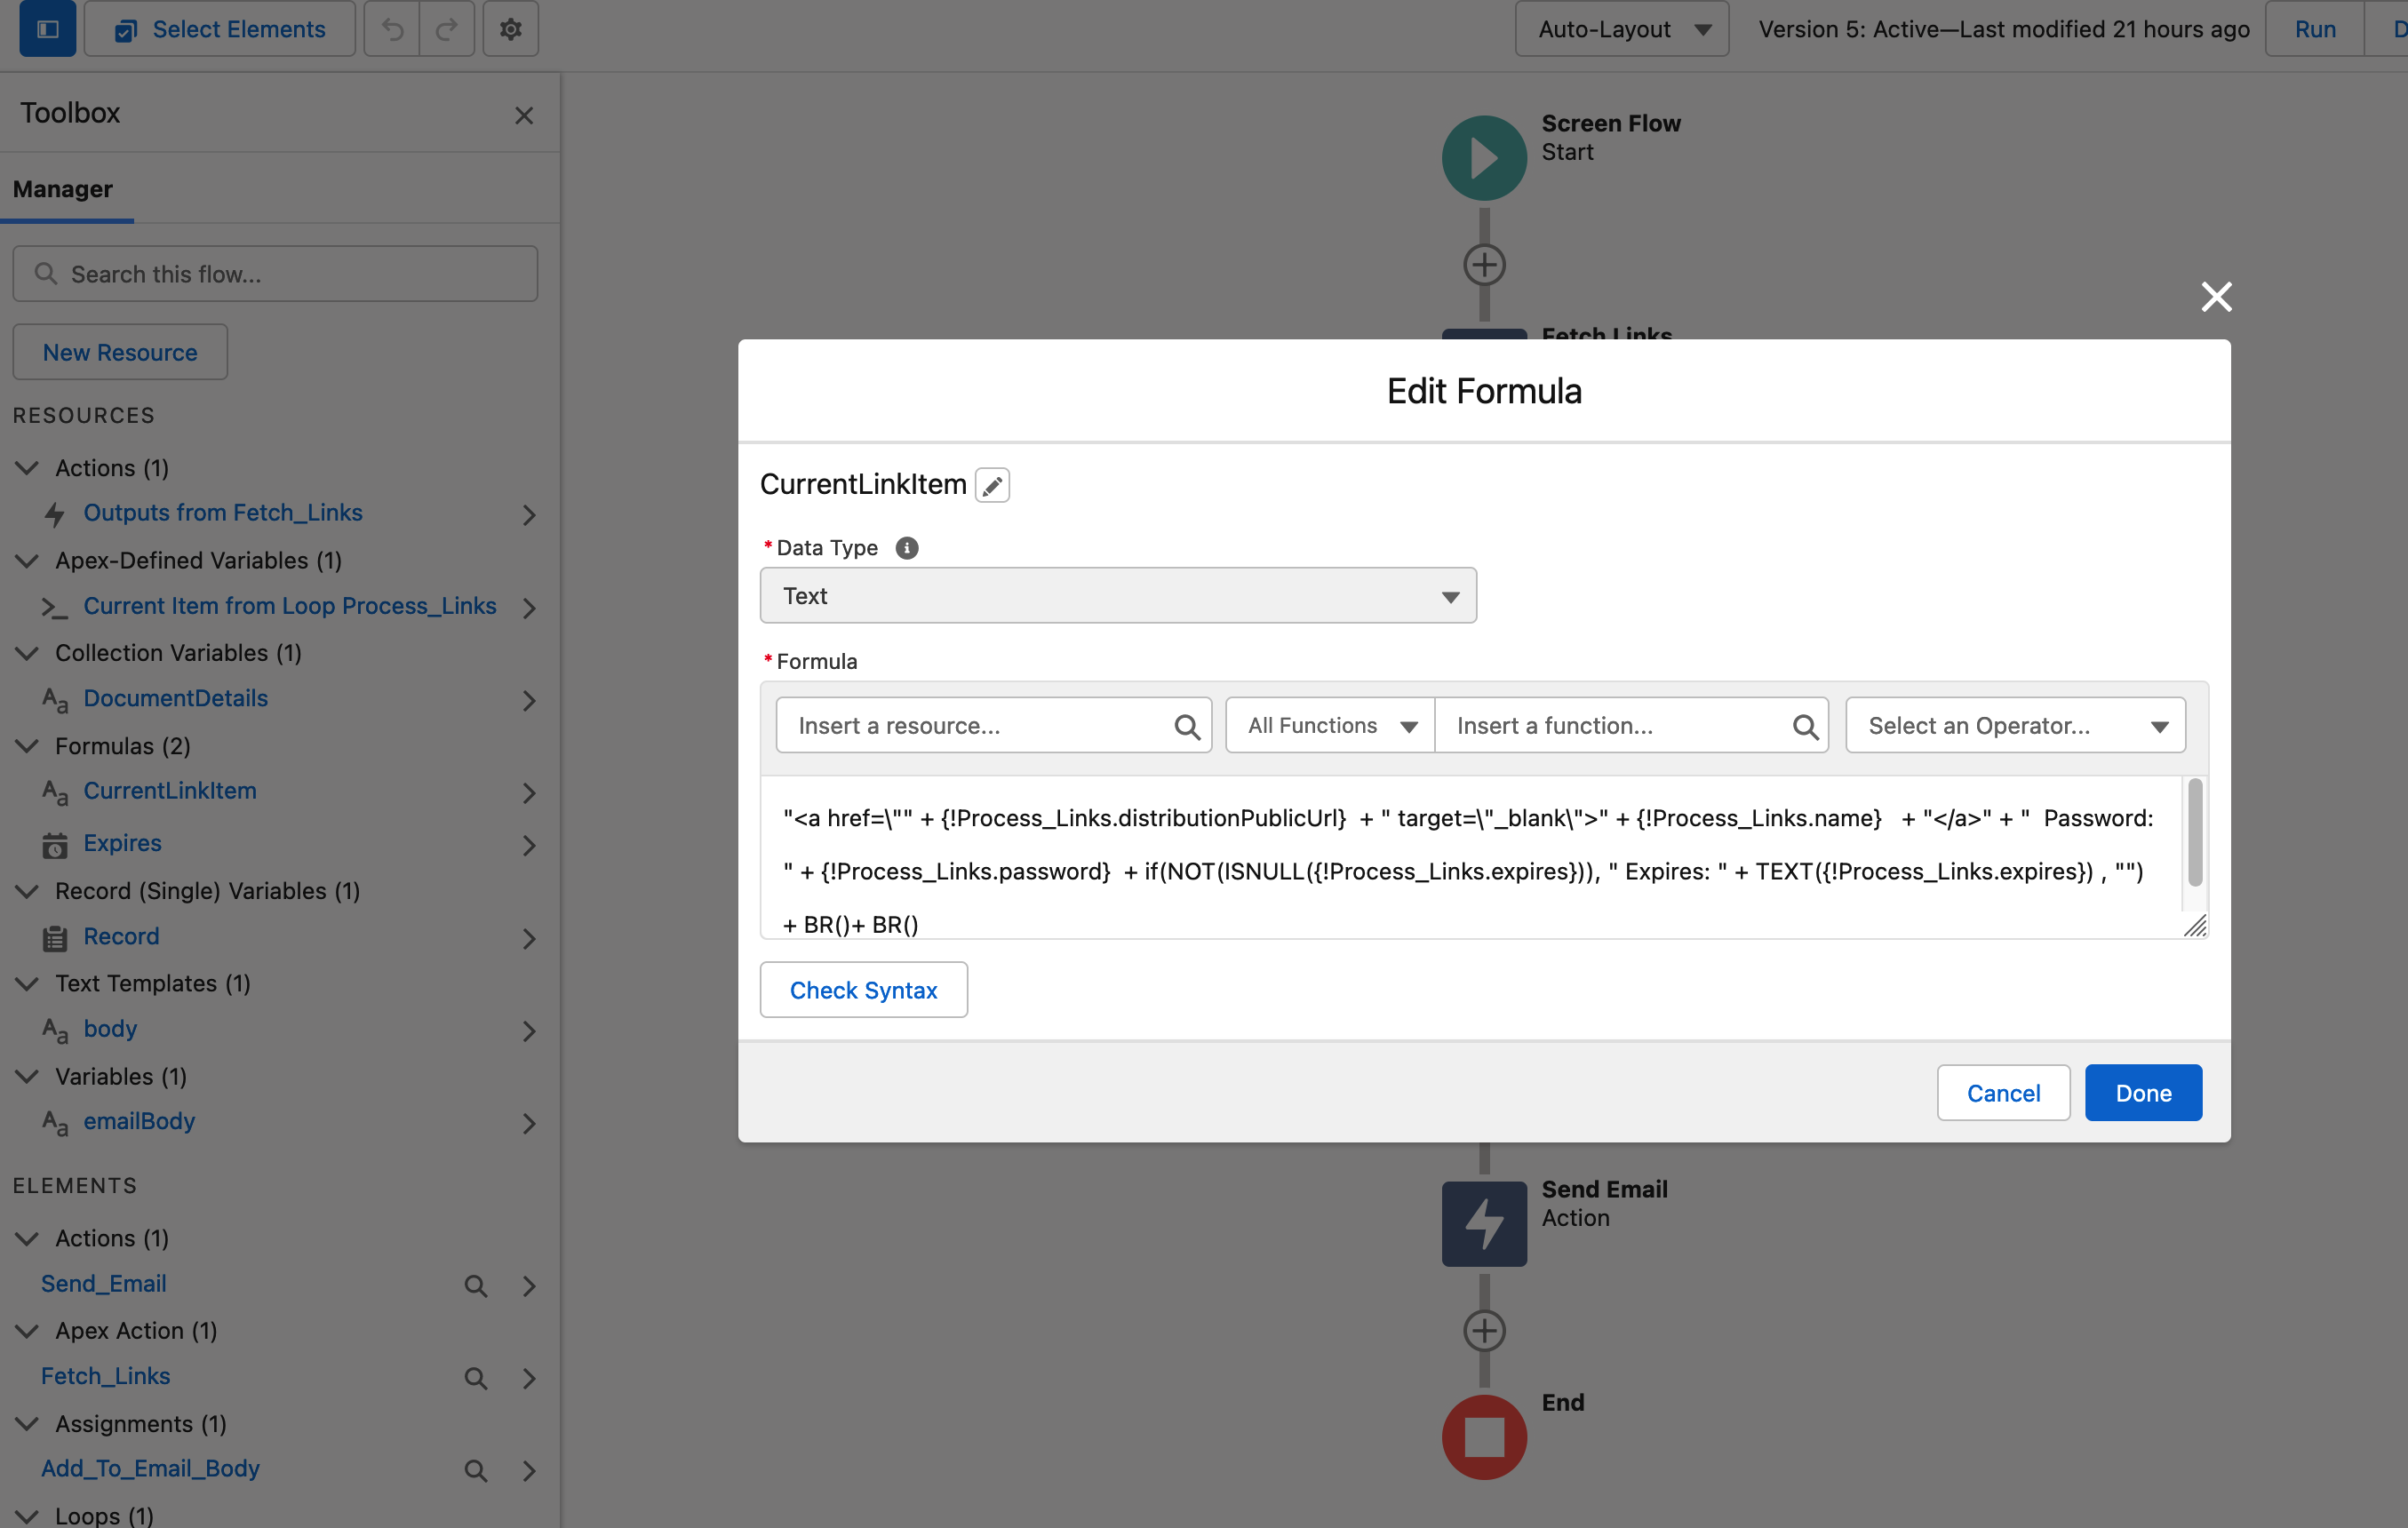 Select Elements
Auto-Layout
Version 5: Active—Last modified 21 hours ago
Run
D
Toolbox
Manager
Search this flow...
New Resource
RESOURCES
Actions (1)
Outputs from Fetch_Links
Apex-Defined Variables (1)
Current Item from Loop Process_Links
Collection Variables (1)
DocumentDetails
Formulas (2)
CurrentLinkItem
Expires
Record (Single) Variables (1)
Record
Text Templates (1)
body
Variables (1)
emailBody
ELEMENTS
Actions (1)
Send_Email
Apex Action (1)
Fetch_Links
Assignments (1)
Add_To_Email_Body
Loops (1)
Screen Flow
Start
Fetch Links
Edit Formula
CurrentLinkItem
*Data Type
Text
*Formula
Insert a resource...
All Functions
Insert a function...
Select an Operator...
"<a href=\"" + {!Process_Links.distributionPublicUrl}  + " target=\"_blank\">" + {!Process_Links.name}   + "</a>" + "  Password:
" + {!Process_Links.password}  + if(NOT(ISNULL({!Process_Links.expires})), " Expires: " + TEXT({!Process_Links.expires}) , "")
+ BR()+ BR()
Check Syntax
Cancel
Done
Send Email
Action
End